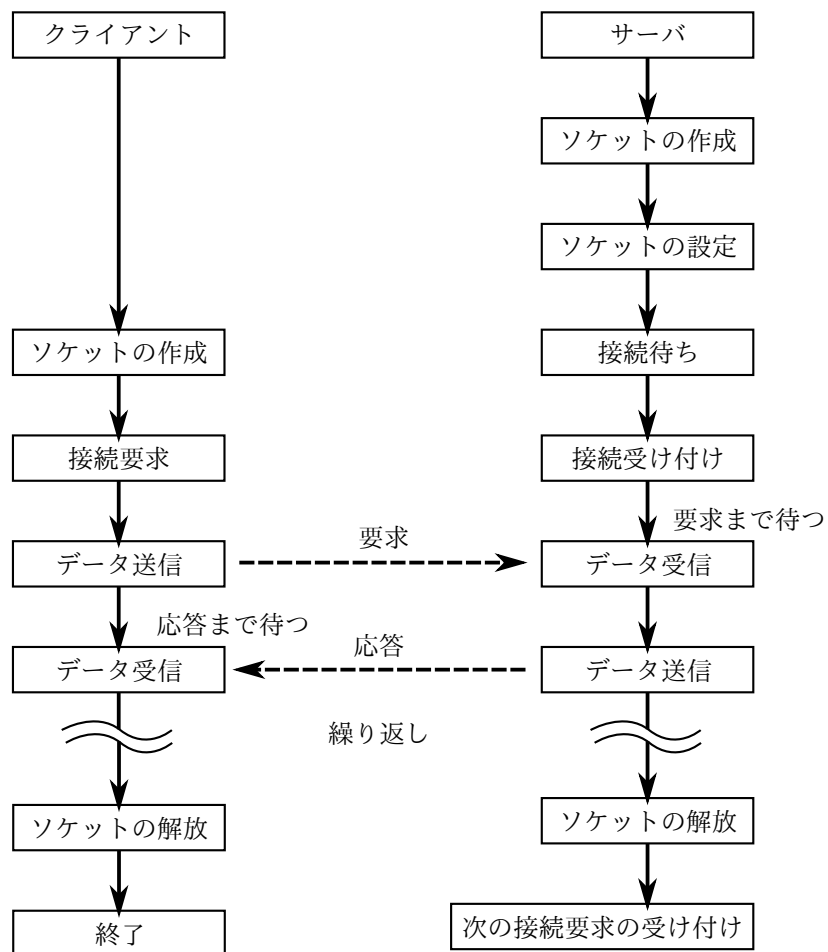 クライアント
サーバ
ソケットの作成
ソケットの設定
ソケットの作成
接続待ち
接続要求
接続受け付け
要求まで待つ
要求
データ送信
データ受信
応答まで待つ
応答
データ受信
データ送信
繰り返し
ソケットの解放
ソケットの解放
終了
次の接続要求の受け付け